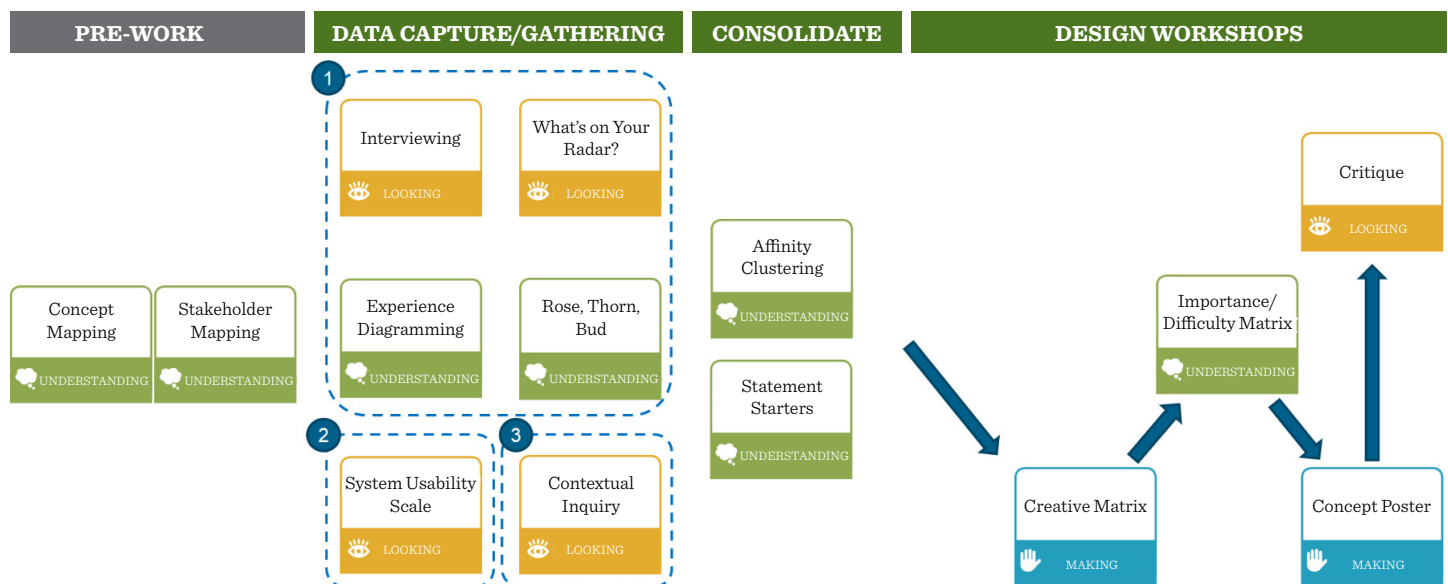 PRE-WORK
DATA CAPTURE/GATHERING
CONSOLIDATE
DESIGN WORKSHOPS
1
Interviewing
LOOKING
What’s on Your
Radar?
LOOKING
Experience
Diagramming
UNDERSTANDING
Rose, Thorn,
Bud
UNDERSTANDING
Concept
Mapping
UNDERSTANDING
Stakeholder
Mapping
UNDERSTANDING
2
System Usability
Scale
LOOKING
3
Contextual
Inquiry
LOOKING
Affinity
Clustering
UNDERSTANDING
Statement
Starters
UNDERSTANDING
Creative Matrix
MAKING
Importance/
Difficulty Matrix
UNDERSTANDING
Concept Poster
MAKING
Critique
LOOKING